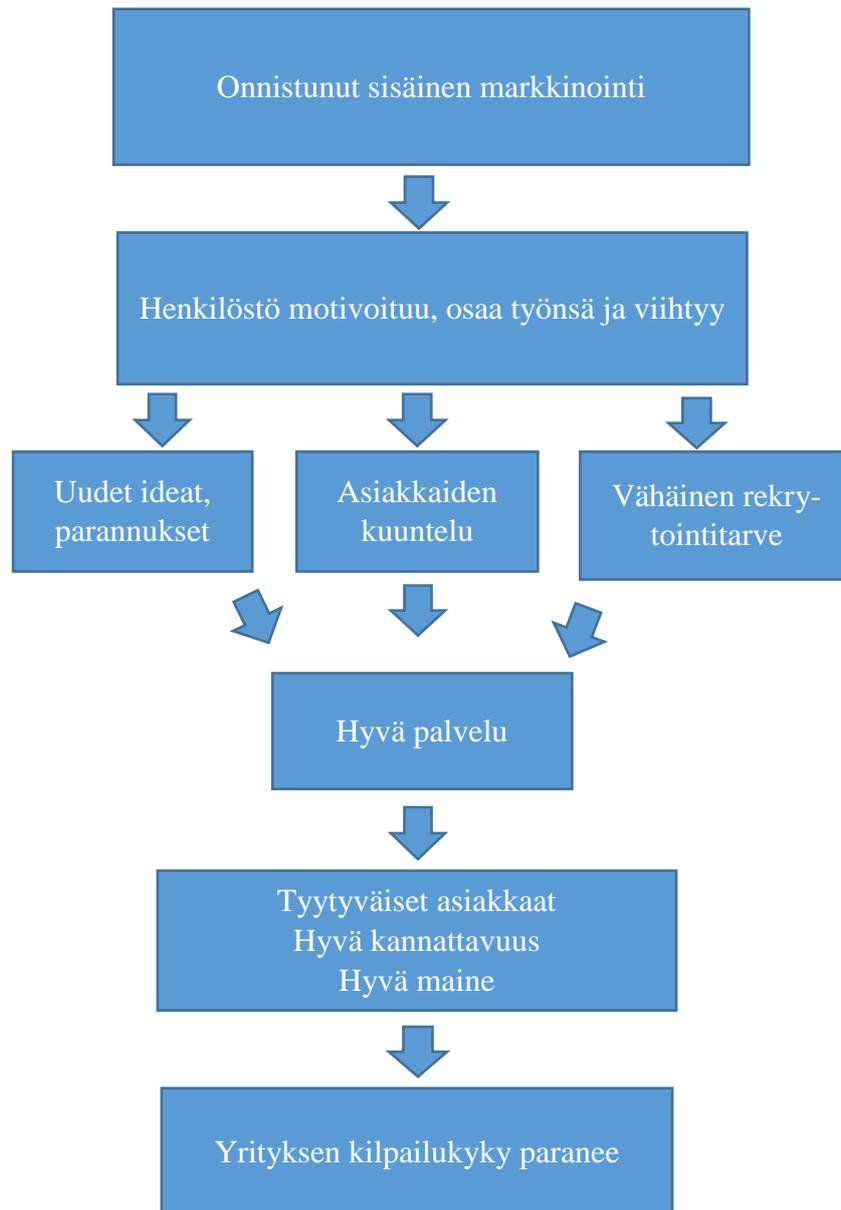 Onnistunut sisäinen markkinointi
Henkilöstö motivoituu, osaa työnsä ja viihtyy
Uudet ideat,
parannukset
Asiakkaiden
kuuntelu
Vähäinen rekry-
tointitarve
Hyvä palvelu
Tyytyväiset asiakkaat
Hyvä kannattavuus
Hyvä maine
Yrityksen kilpailukyky paranee